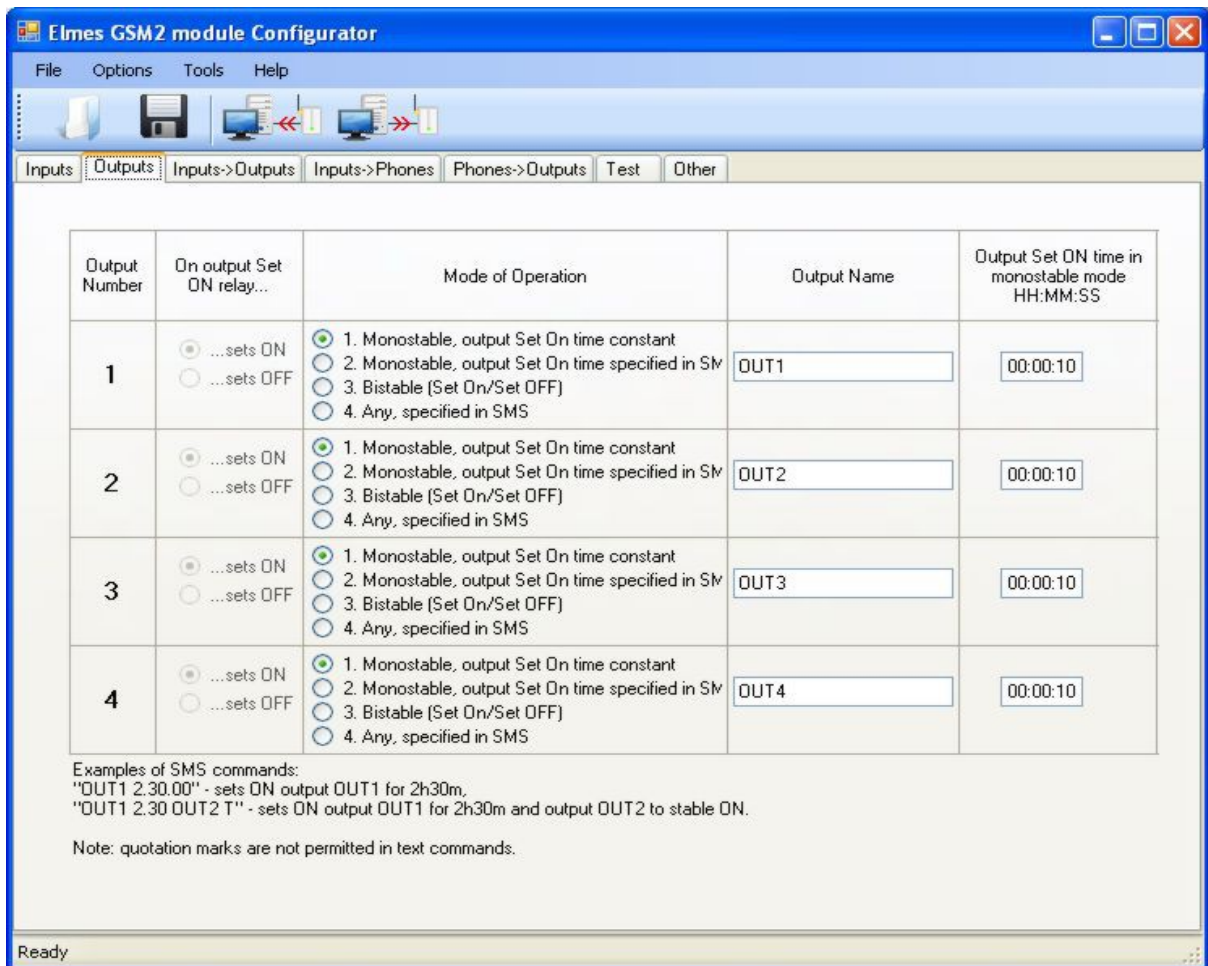 Elmes GSM2 module Configurator
File Options Tools Help
Inputs Outputs Inputs->Outputs Inputs->Phones Phones->Outputs Test Other
Output Number
On output Set ON relay...
Mode of Operation
Output Name
Output Set ON time in monostable mode HH:MM:SS
1
...sets ON
...sets OFF
1. Monostable, output Set On time constant
2. Monostable, output Set On time specified in SM
3. Bistable (Set On/Set OFF)
4. Any, specified in SMS
OUT1
00:00:10
2
...sets ON
...sets OFF
1. Monostable, output Set On time constant
2. Monostable, output Set On time specified in SM
3. Bistable (Set On/Set OFF)
4. Any, specified in SMS
OUT2
00:00:10
3
...sets ON
...sets OFF
1. Monostable, output Set On time constant
2. Monostable, output Set On time specified in SM
3. Bistable (Set On/Set OFF)
4. Any, specified in SMS
OUT3
00:00:10
4
...sets ON
...sets OFF
1. Monostable, output Set On time constant
2. Monostable, output Set On time specified in SM
3. Bistable (Set On/Set OFF)
4. Any, specified in SMS
OUT4
00:00:10
Examples of SMS commands:
"OUT1 2.30.00" - sets ON output OUT1 for 2h30m,
"OUT1 2.30 OUT2 T" - sets ON output OUT1 for 2h30m and output OUT2 to stable ON.
Note: quotation marks are not permitted in text commands.
Ready